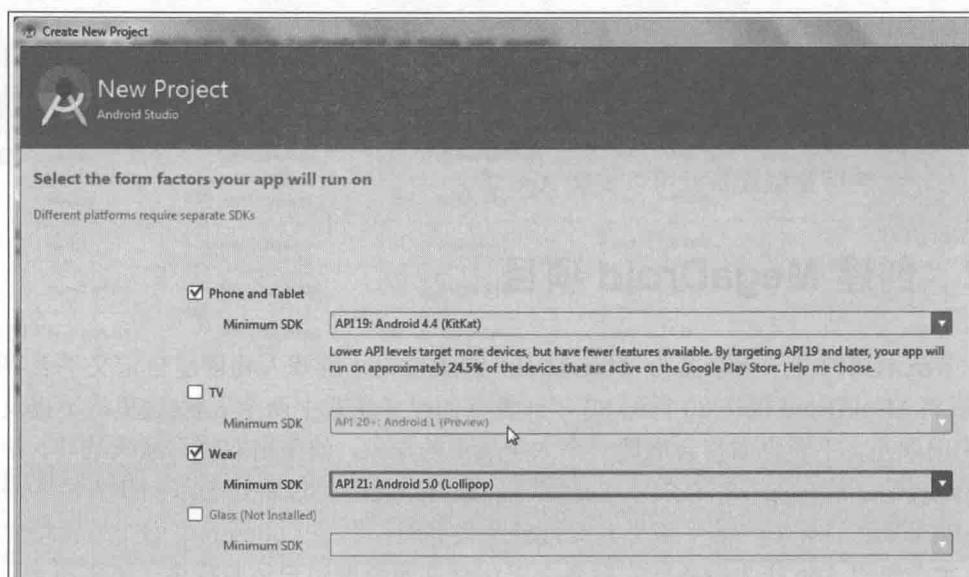 Create New Project
New Project
Android Studio
Select the form factors your app will run on
Different platforms require separate SDKs
Phone and Tablet
Minimum SDK
API 19: Android 4.4 (KitKat)
Lower API levels target more devices, but have fewer features available. By targeting API 19 and later, your app will
run on approximately 24.5% of the devices that are active on the Google Play Store. Help me choose.
TV
Minimum SDK
API 20+: Android L (Preview)
Wear
Minimum SDK
API 21: Android 5.0 (Lollipop)
Glass (Not Installed)
Minimum SDK